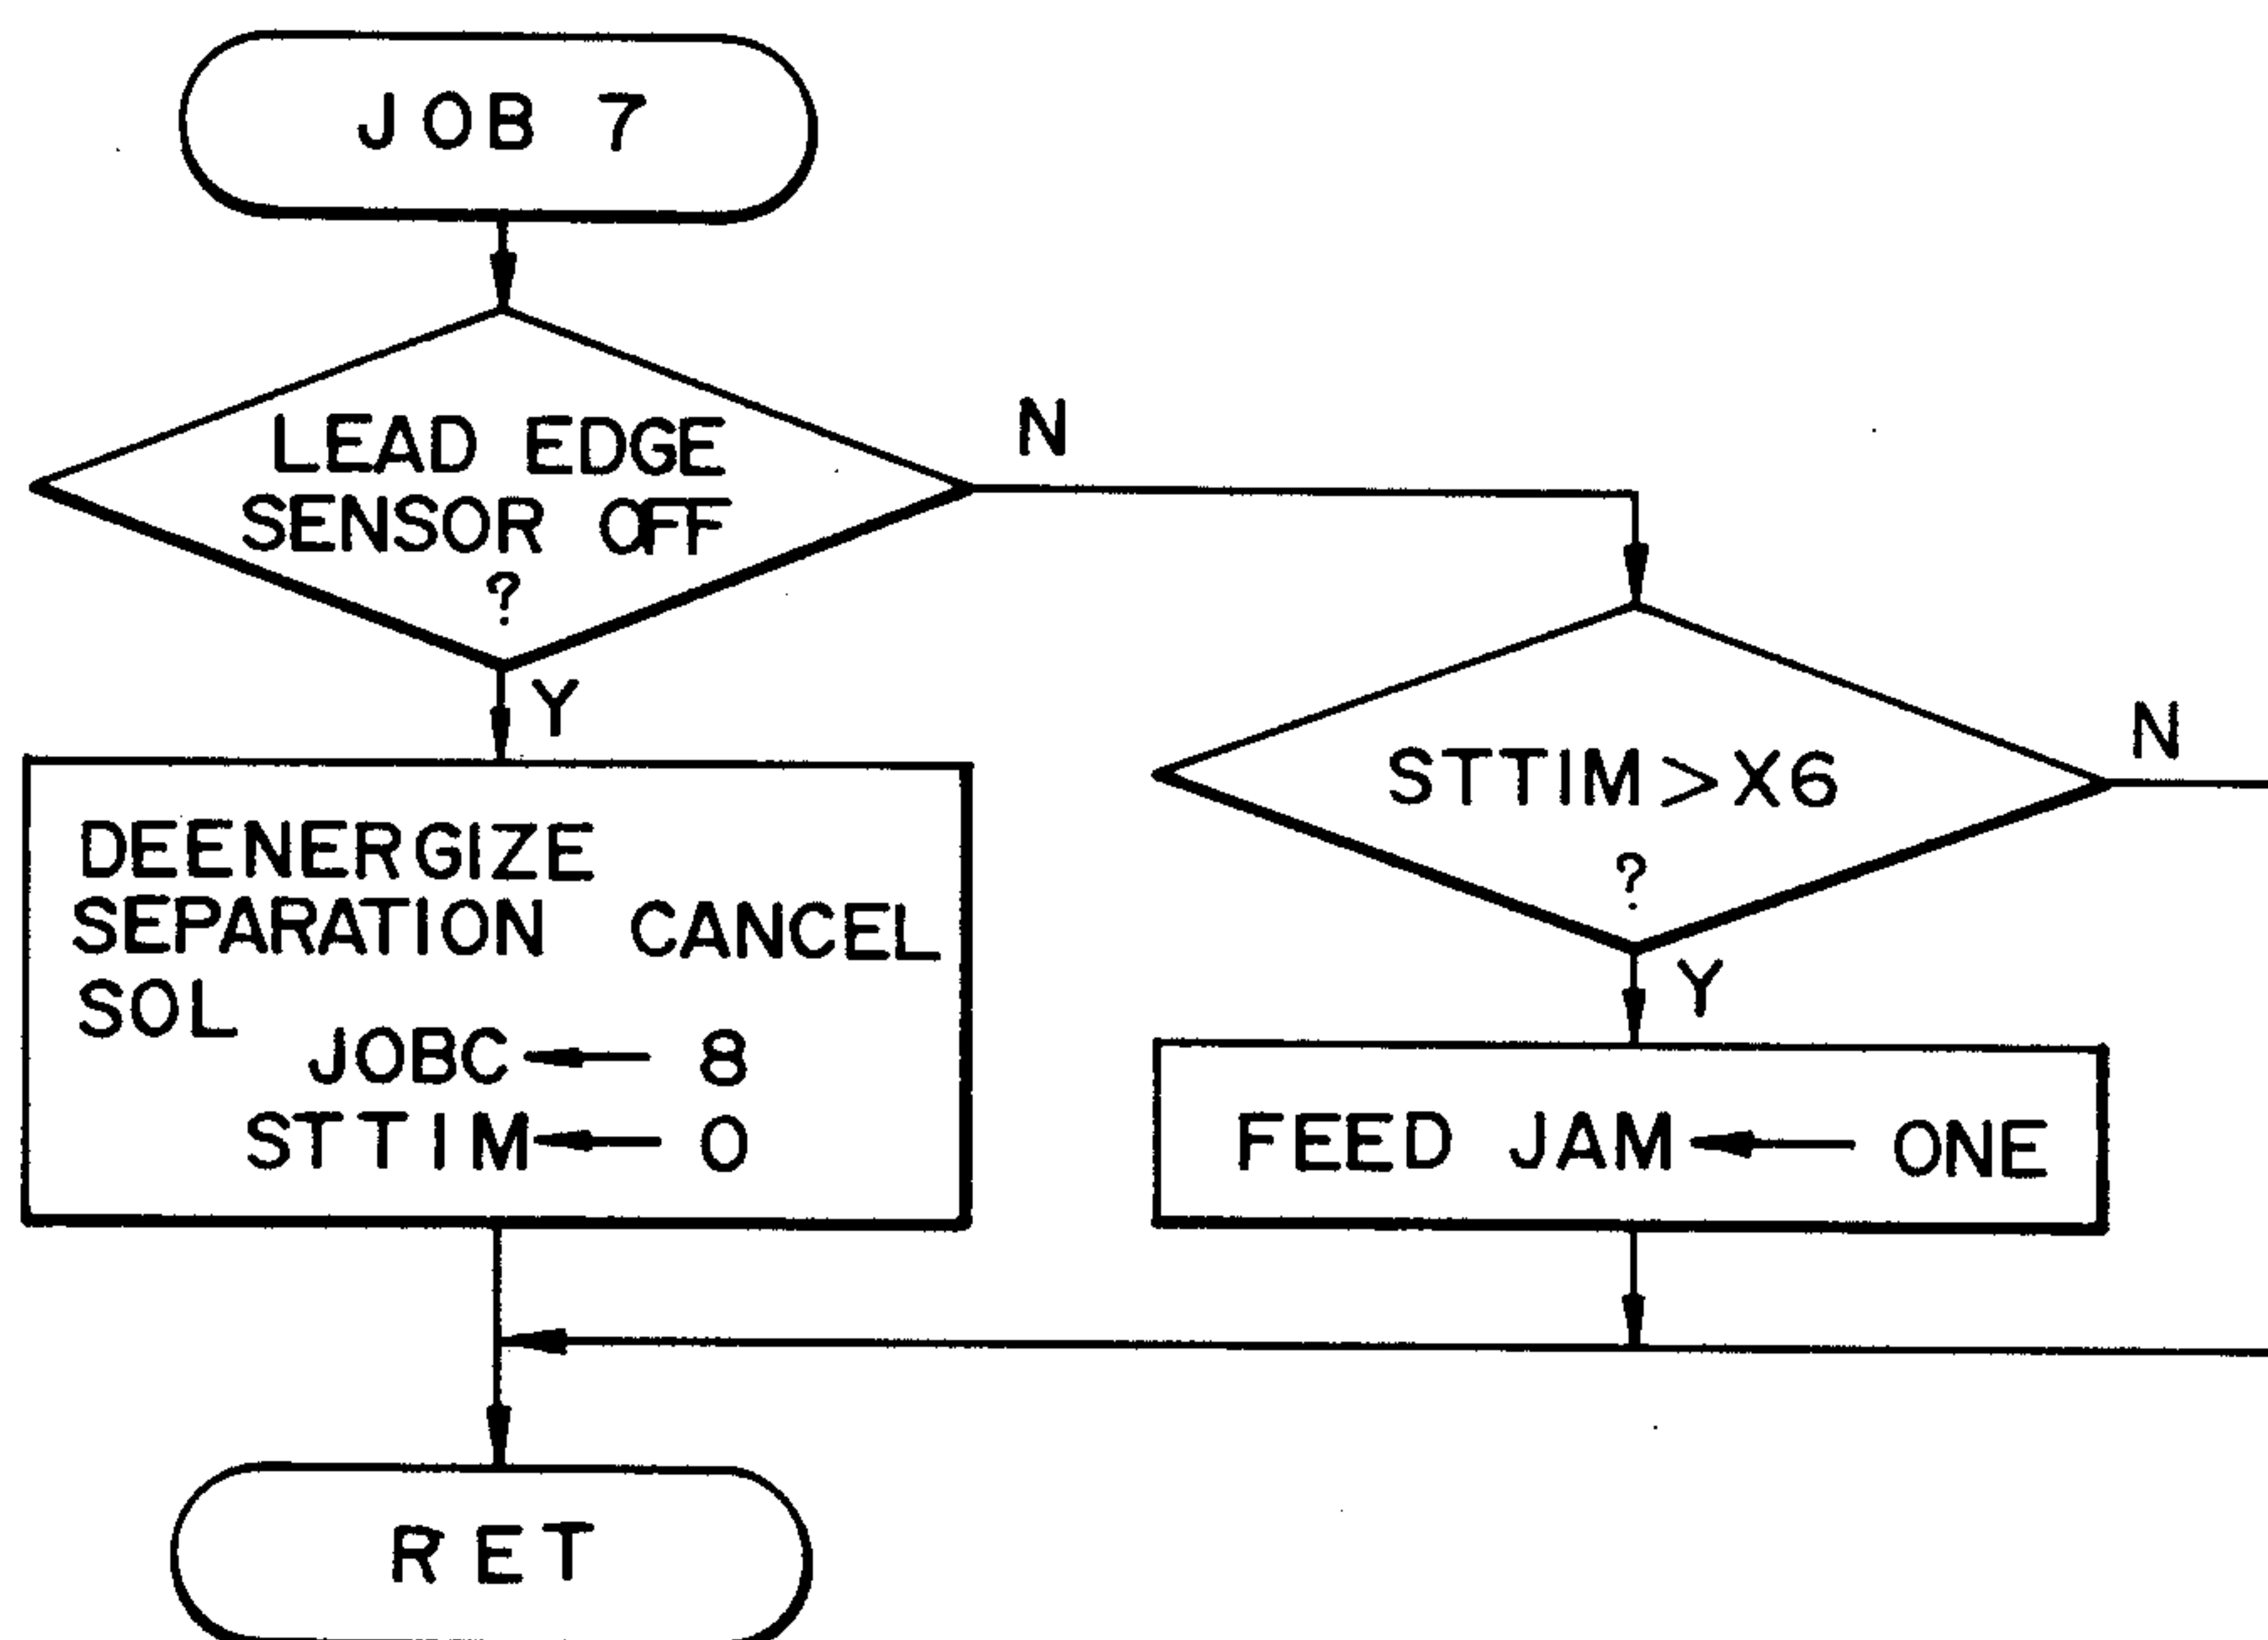 JOB 7
LEAD EDGE
SENSOR OFF
?
N
Y
DEENERGIZE
SEPARATION CANCEL
SOL
JOBC ← 8
STTIM ← 0
STTIM>X6
?
N
Y
FEED JAM ← ONE
RET